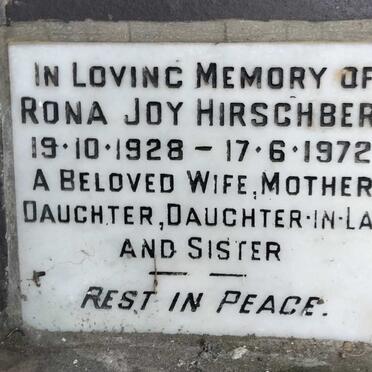 IN LOVING MEMORY OF
RONA JOY HIRSCHBER
19·10·1928 – 17·6·1972
A BELOVED WIFE, MOTHER
DAUGHTER, DAUGHTER·IN·LA
AND SISTER
REST IN PEACE.